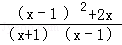 (x-1)²+2x
(x+1) (x-1)